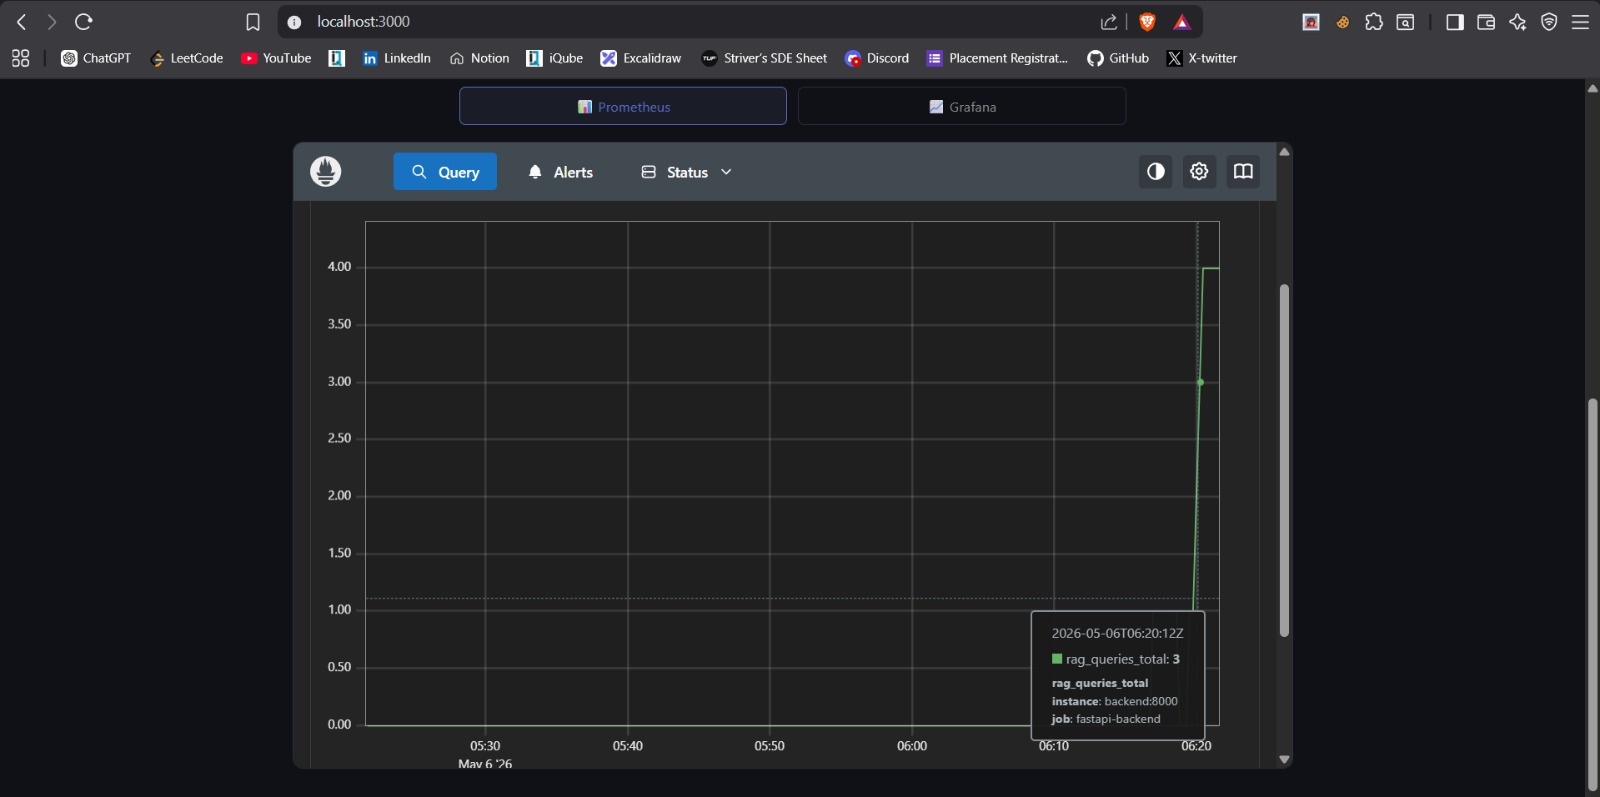 localhost:3000
ChatGPT LeetCode YouTube LinkedIn Notion iQube Excalidraw Striver's SDE Sheet Discord Placement Registrat... GitHub X-twitter
Prometheus Grafana
Query Alerts Status
4.00
3.50
3.00
2.50
2.00
1.50
1.00
0.50
0.00
2026-05-06T06:20:12Z
rag_queries_total: 3
rag_queries_total
instance: backend:8000
job: fastapi-backend
05:30 05:40 05:50 06:00 06:10 06:20
May 6 '26